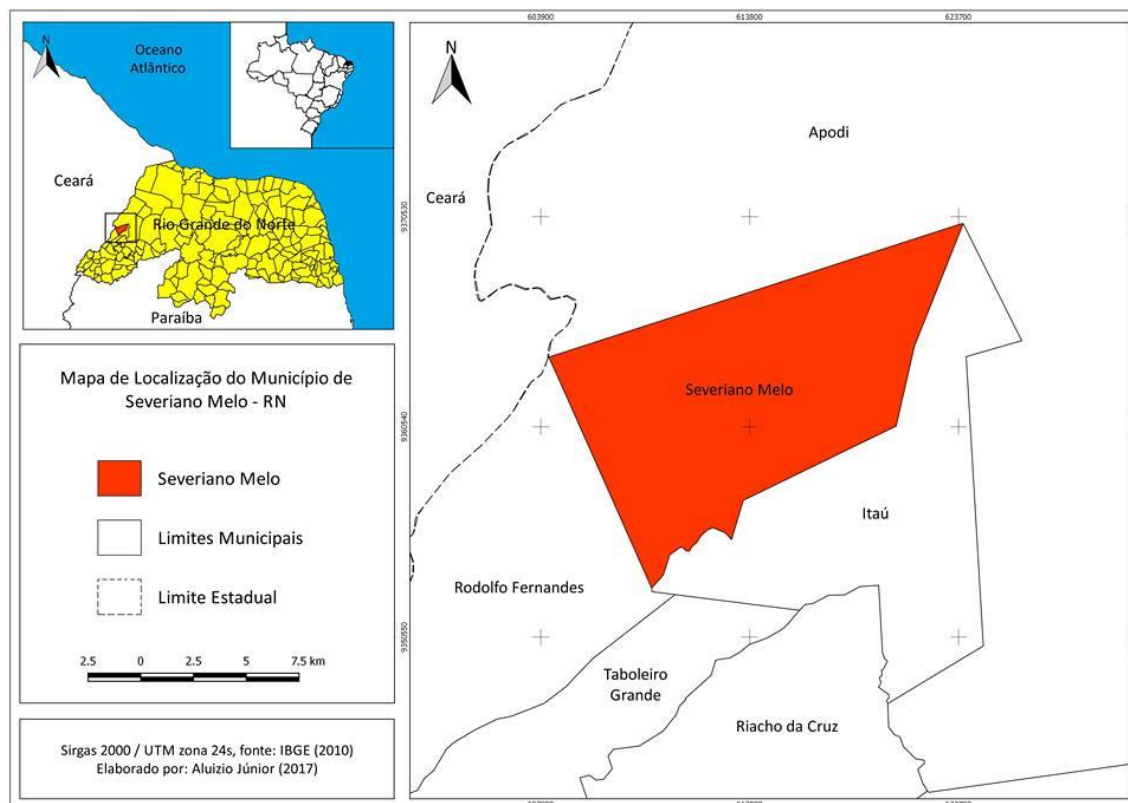 N
Oceano
Atlântico
Ceará
Rio Grande do Norte
Paraíba
Mapa de Localização do Município de
Severiano Melo - RN
Severiano Melo
Limites Municipais
Limite Estadual
2.5 0 2.5 5 7.5 km
Sirgas 2000 / UTM zona 24s, fonte: IBGE (2010)
Elaborado por: Aluizio Júnior (2017)
603900 613800 623700
N
Apodi
Ceará
9370530
Severiano Melo
9360540
Itaú
Rodolfo Fernandes
9350550
Taboleiro
Grande
Riacho da Cruz